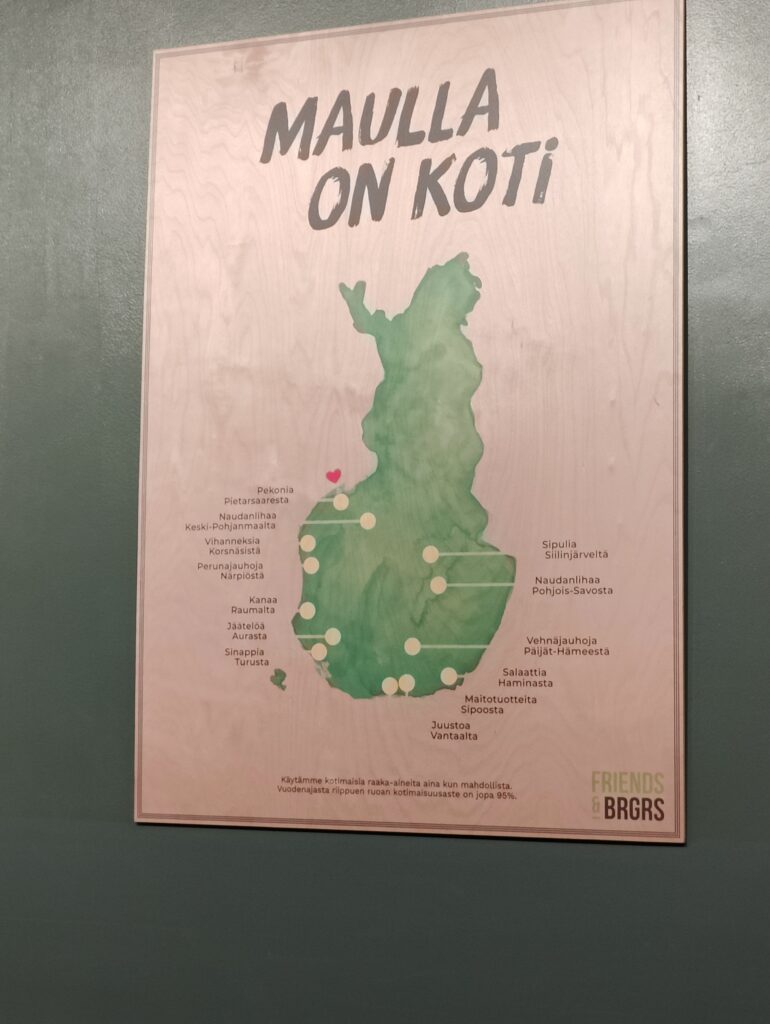 MAULLA
ON KOTi
Pekonia
Pietarsaaresta
Naudanlihaa
Keski-Pohjanmaalta
Vihanneksia
Korsnäsistä
Perunajauhoja
Närpiöstä
Kanaa
Raumalta
Jäätelöä
Aurasta
Sinappia
Turusta
Sipulia
Siilinjärveltä
Naudanlihaa
Pohjois-Savosta
Vehnäjauhoja
Päijät-Hämeestä
Salaattia
Haminasta
Maitotuotteita
Sipoosta
Juustoa
Vantaalta
Käytämme kotimaisia raaka-aineita aina kun mahdollista.
Vuodenajasta riippuen ruoan kotimaisuusaste on jopa 95%.
FRIENDS
& BRGRS